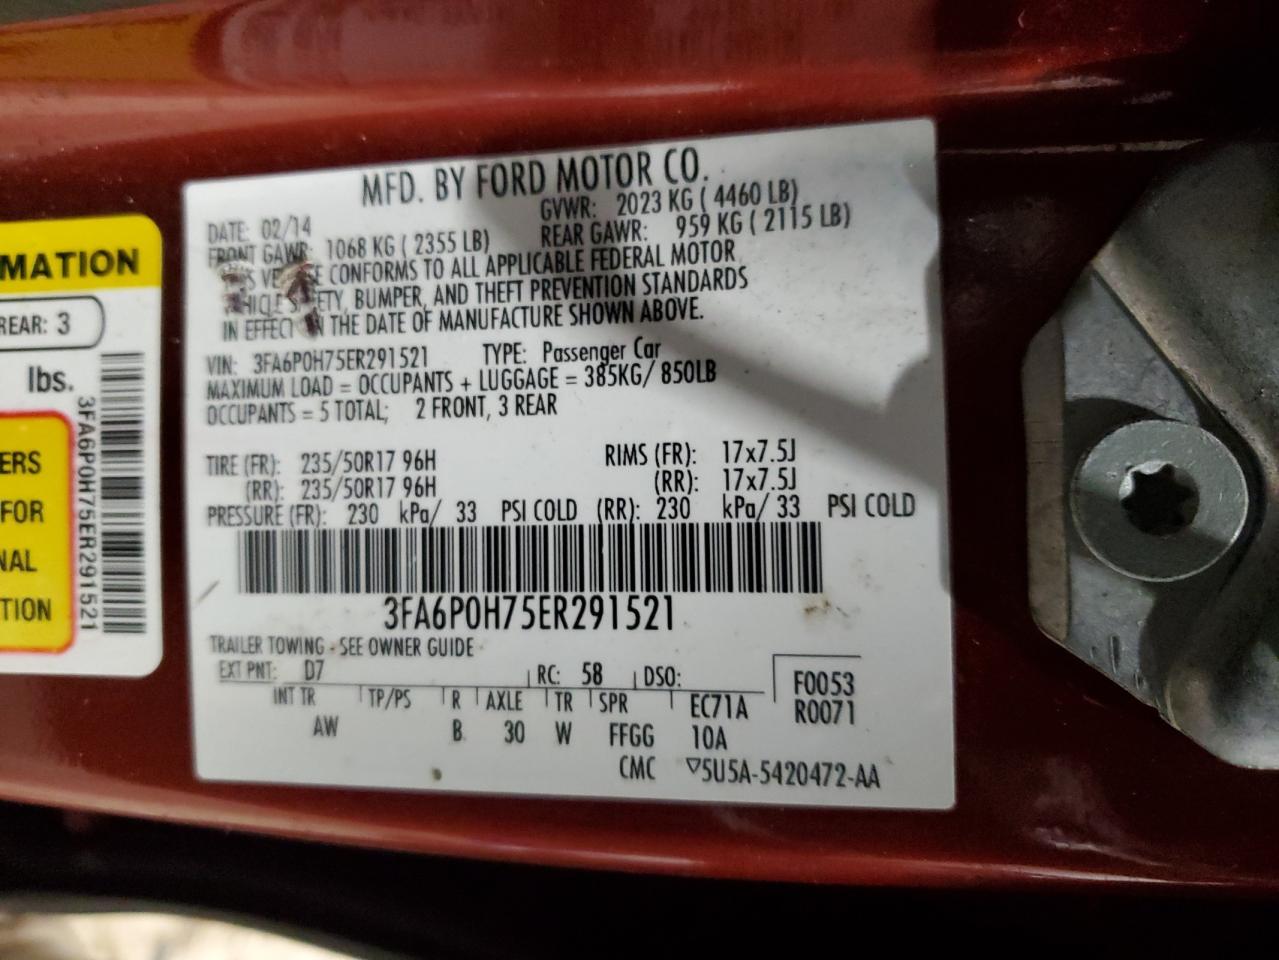 MFD. BY FORD MOTOR CO.
DATE: 02/14 GVWR: 2023 KG ( 4460 LB)
FRONT GAWR: 1068 KG ( 2355 LB) REAR GAWR: 959 KG ( 2115 LB)
CONFORMS TO ALL APPLICABLE FEDERAL MOTOR
BUMPER, AND THEFT PREVENTION STANDARDS
IN EFFECT THE DATE OF MANUFACTURE SHOWN ABOVE.
VIN: 3FA6P0H75ER291521 TYPE: Passenger Car
MAXIMUM LOAD = OCCUPANTS + LUGGAGE = 385KG/ 850LB
OCCUPANTS = 5 TOTAL; 2 FRONT, 3 REAR
TIRE (FR): 235/50R17 96H RIMS (FR): 17x7.5J
(RR): 235/50R17 96H (RR): 17x7.5J
PRESSURE (FR): 230 kPa/ 33 PSI COLD (RR): 230 kPa/ 33 PSI COLD
3FA6P0H75ER291521
TRAILER TOWING - SEE OWNER GUIDE
EXT PNT: D7 RC: 58 DSO: F0053
INT TR TP/PS R AXLE TR SPR EC71A R0071
AW B 30 W FFGG 10A
CMC ▽5U5A-5420472-AA
MATION
REAR: 3
lbs.
3FA6P0H75ER291521
ERS
FOR
NAL
TION